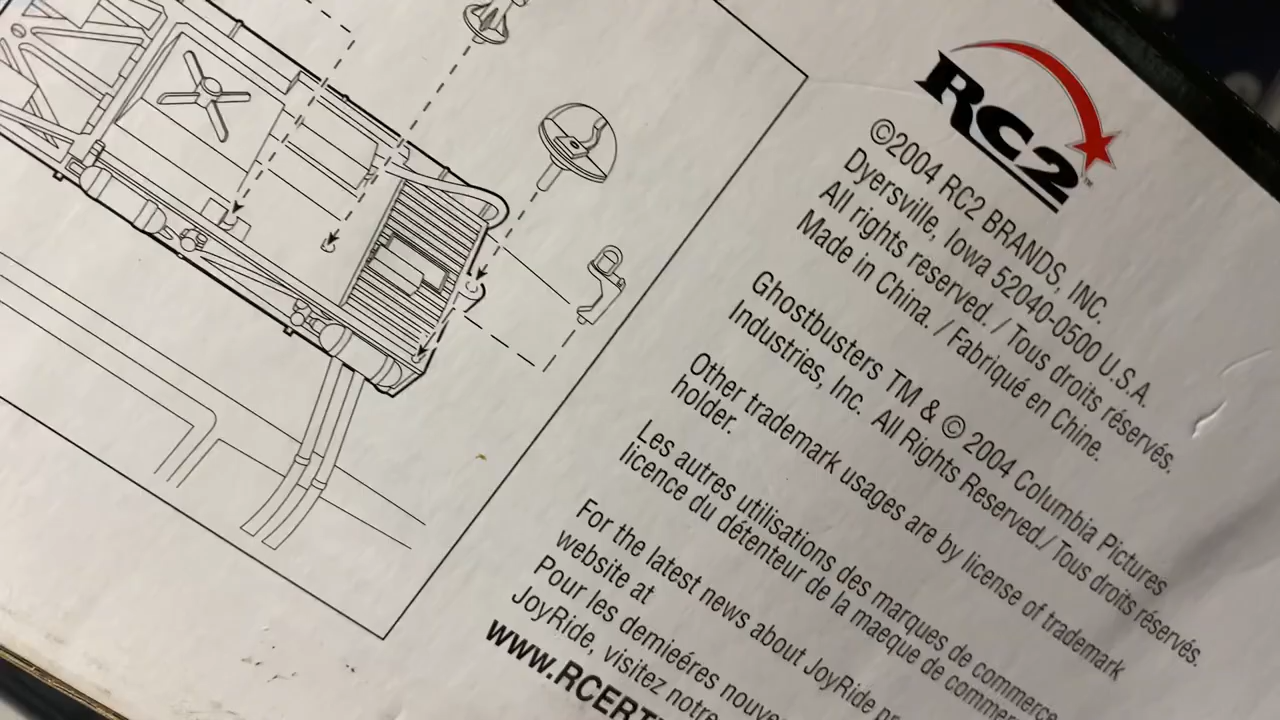 RC2™
©2004 RC2 BRANDS, INC.
Dyersville, Iowa 52040-0500 U.S.A.
All rights reserved. / Tous droits réservés.
Made in China. / Fabriqué en Chine.
Ghostbusters TM & © 2004 Columbia Pictures
Industries, Inc. All Rights Reserved./ Tous droits réservés.
Other trademark usages are by license of trademark
holder.
Les autres utilisations des marques de commerce
licence du détenteur de la maeque de commer
For the latest news about JoyRide
website at
Pour les demieéres nouve
JoyRide, visitez notre
www.RCERT